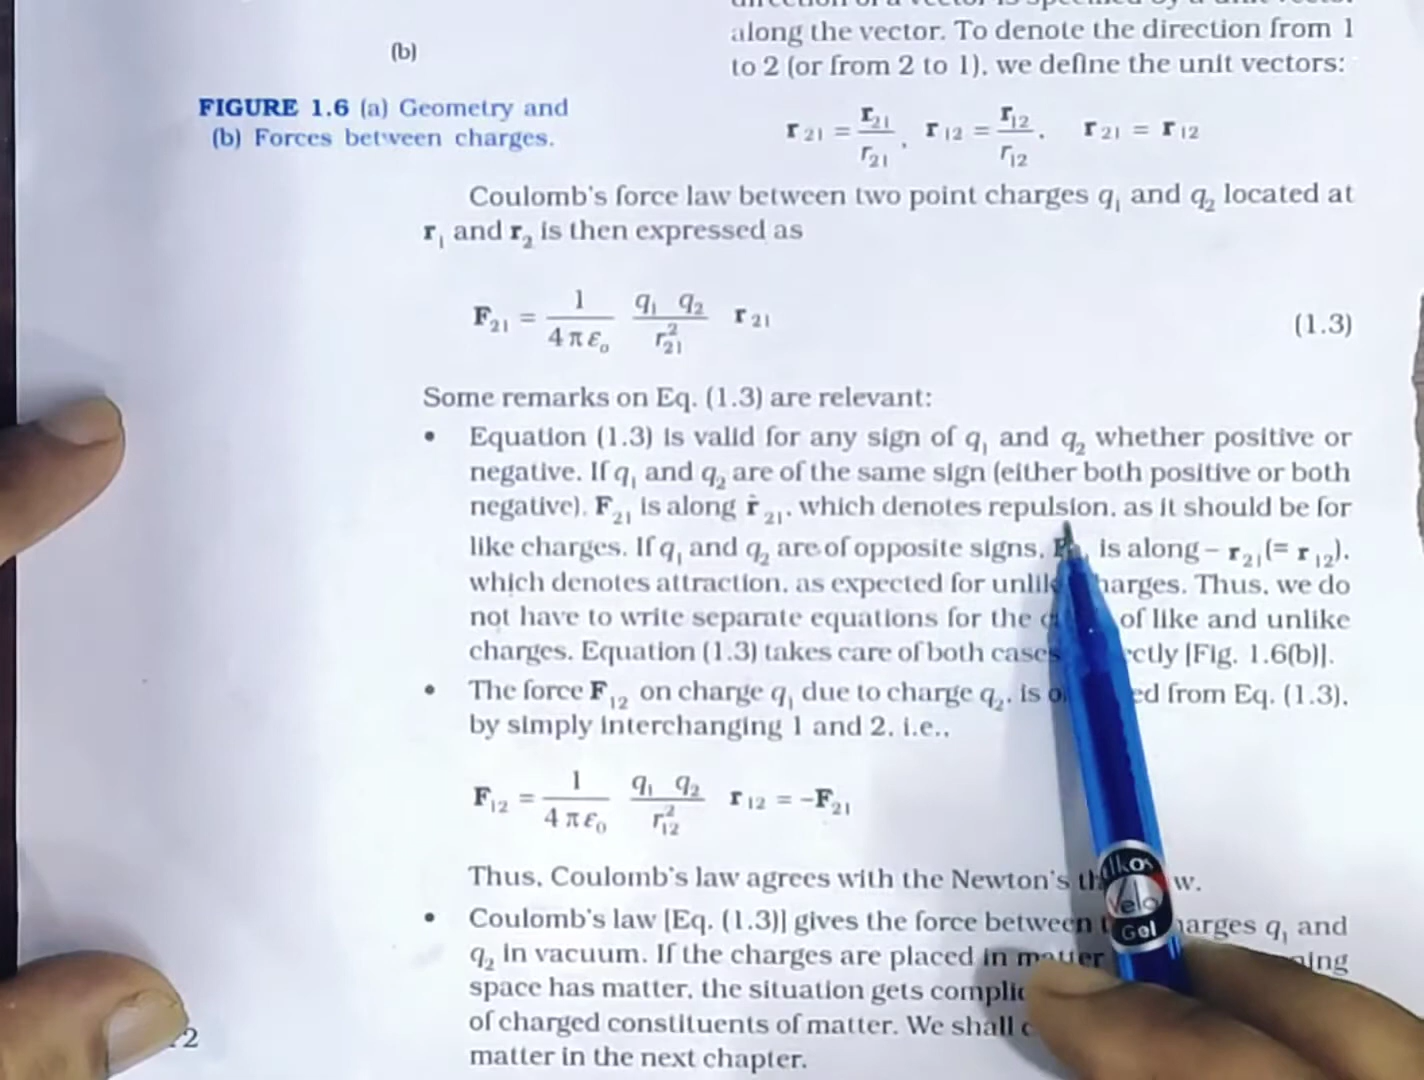 along the vector. To denote the direction from 1
to 2 (or from 2 to 1), we define the unit vectors:
(b)
FIGURE 1.6 (a) Geometry and
(b) Forces between charges.
r₂₁ = r₂₁/r₂₁, r₁₂ = r₁₂/r₁₂, r₂₁ = r₁₂
Coulomb's force law between two point charges q₁ and q₂ located at
r₁ and r₂ is then expressed as
F₂₁ = 1/(4 π ε₀) q₁ q₂/r₂₁² r₂₁ (1.3)
Some remarks on Eq. (1.3) are relevant:
• Equation (1.3) is valid for any sign of q₁ and q₂ whether positive or
negative. If q₁ and q₂ are of the same sign (either both positive or both
negative), F₂₁ is along r̂₂₁, which denotes repulsion, as it should be for
like charges. If q₁ and q₂ are of opposite signs, is along – r₂₁(= r₁₂),
which denotes attraction, as expected for Thus, we do
not have to write separate equations for the of like and unlike
charges. Equation (1.3) takes care of both cases [Fig. 1.6(b)].
• The force F₁₂ on charge q₁ due to charge q₂, is from Eq. (1.3),
by simply interchanging 1 and 2, i.e.,
F₁₂ = 1/(4 π ε₀) q₁ q₂/r₁₂² r₁₂ = –F₂₁
Thus, Coulomb's law agrees with the Newton's
• Coulomb's law [Eq. (1.3)] gives the force between q₁ and
q₂ in vacuum. If the charges are placed in matter
space has matter, the situation gets
of charged constituents of matter. We shall
matter in the next chapter.
Velo
Gel